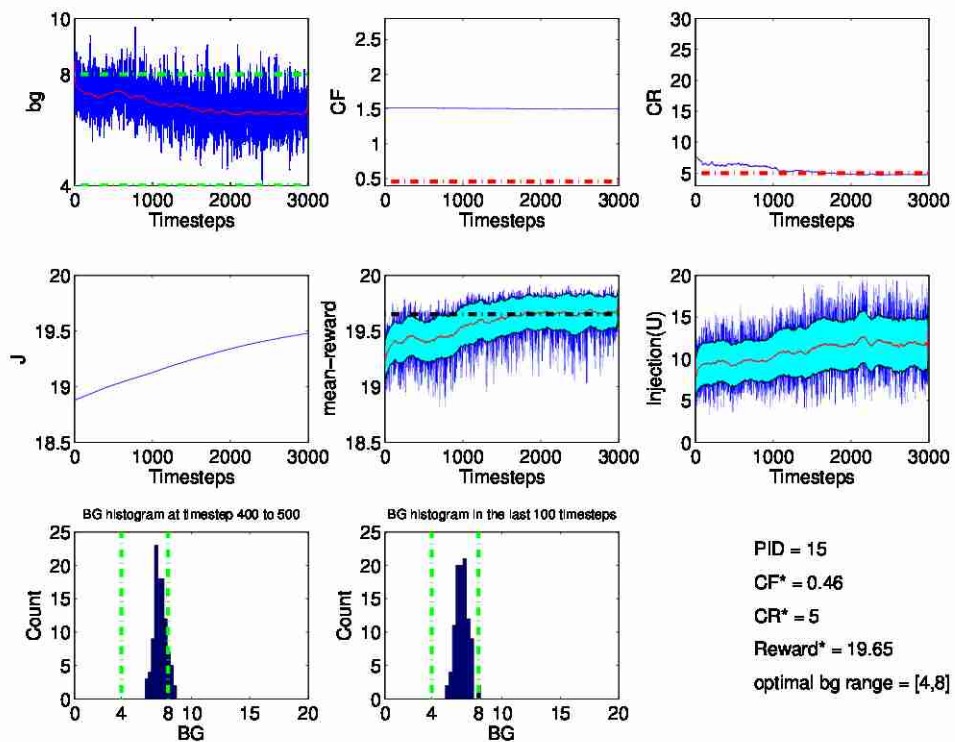 bg
10
8
4
0 1000 2000 3000
Timesteps
CF
2.5
2
1.5
1
0.5
0 1000 2000 3000
Timesteps
CR
30
25
20
15
10
5
0 1000 2000 3000
Timesteps
J
20
19.5
19
18.5
0 1000 2000 3000
Timesteps
mean-reward
20
19.5
19
18.5
0 1000 2000 3000
Timesteps
Injection(U)
20
15
10
5
0
0 1000 2000 3000
Timesteps
BG histogram at timestep 400 to 500
Count
25
20
15
10
5
0
0 4 8 10 15 20
BG
BG histogram in the last 100 timesteps
Count
25
20
15
10
5
0
0 4 8 10 15 20
BG
PID = 15
CF* = 0.46
CR* = 5
Reward* = 19.65
optimal bg range = [4,8]